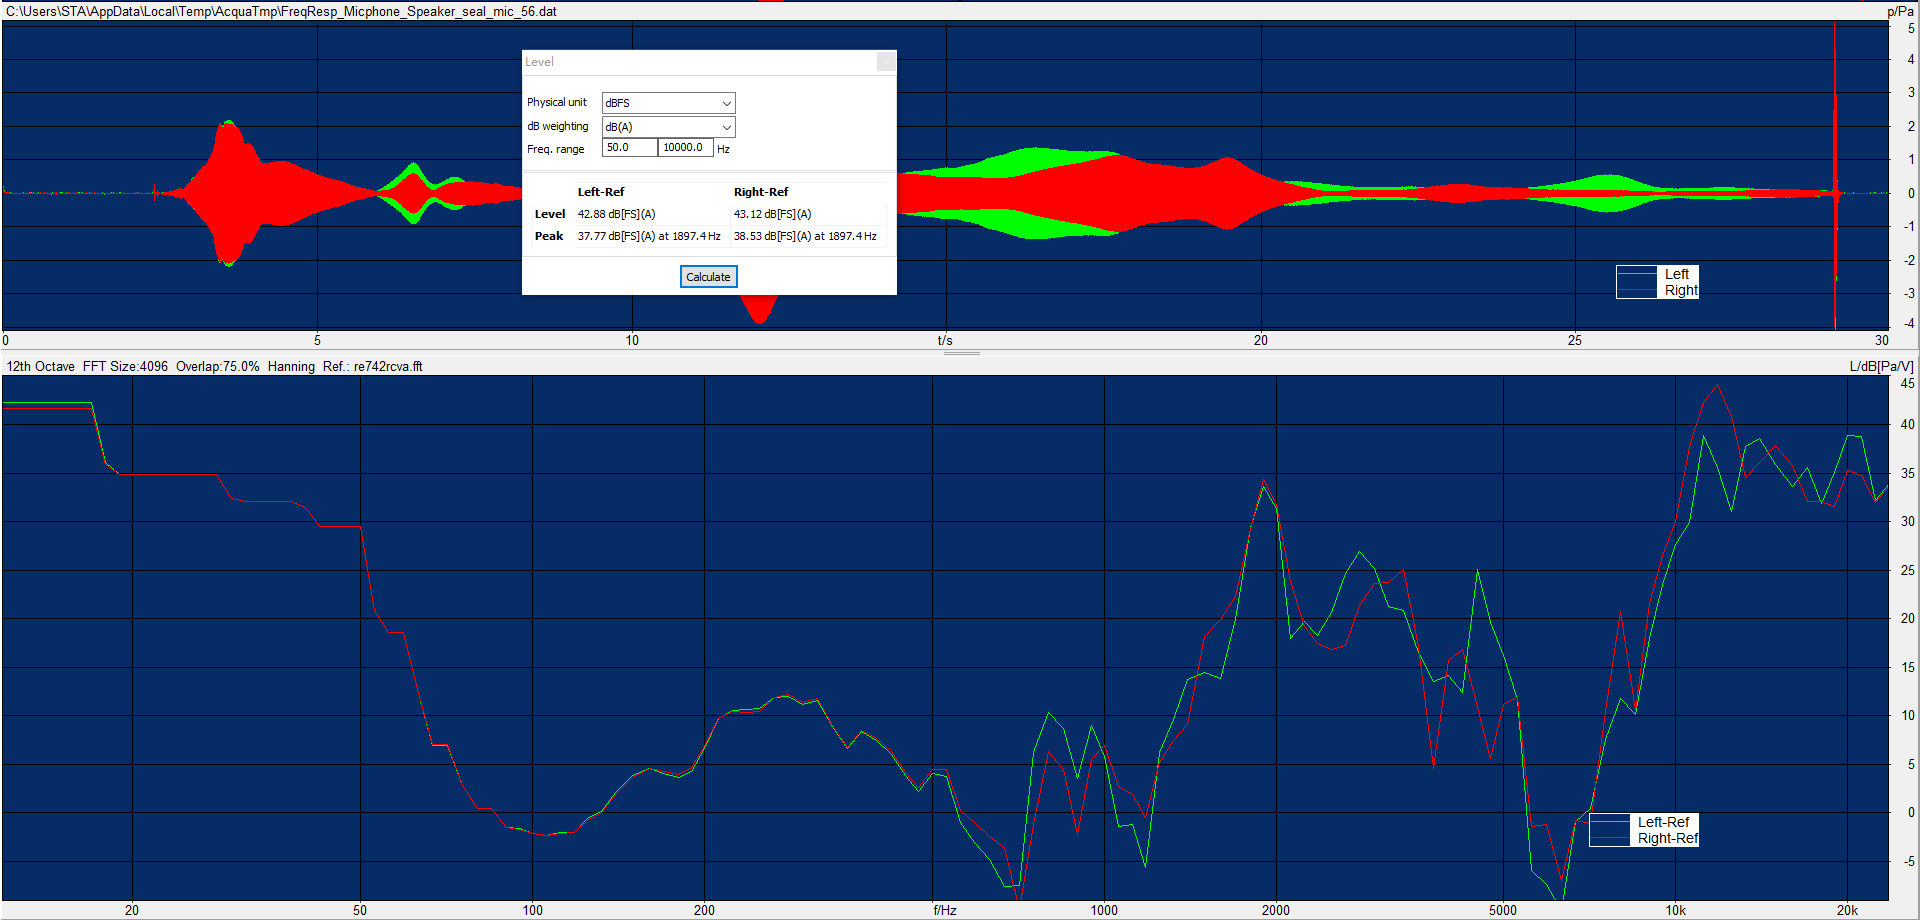 C:\Users\STA\AppData\Local\Temp\AcquaTmp\FreqResp_Micphone_Speaker_seal_mic_56.dat
p/Pa
Level
Physical unit dBFS
dB weighting dB(A)
Freq. range 50.0 10000.0 Hz
Left-Ref Right-Ref
Level 42.88 dB[FS](A) 43.12 dB[FS](A)
Peak 37.77 dB[FS](A) at 1897.4 Hz 38.53 dB[FS](A) at 1897.4 Hz
Calculate
5
4
3
2
1
0
-1
-2
-3
-4
Left
Right
0 5 10 t/s 20 25 30
12th Octave FFT Size:4096 Overlap:75.0% Hanning Ref.: re742rcva.fft
L/dB[Pa/V]
45
40
35
30
25
20
15
10
5
0
-5
Left-Ref
Right-Ref
20 50 100 200 f/Hz 1000 2000 5000 10k 20k